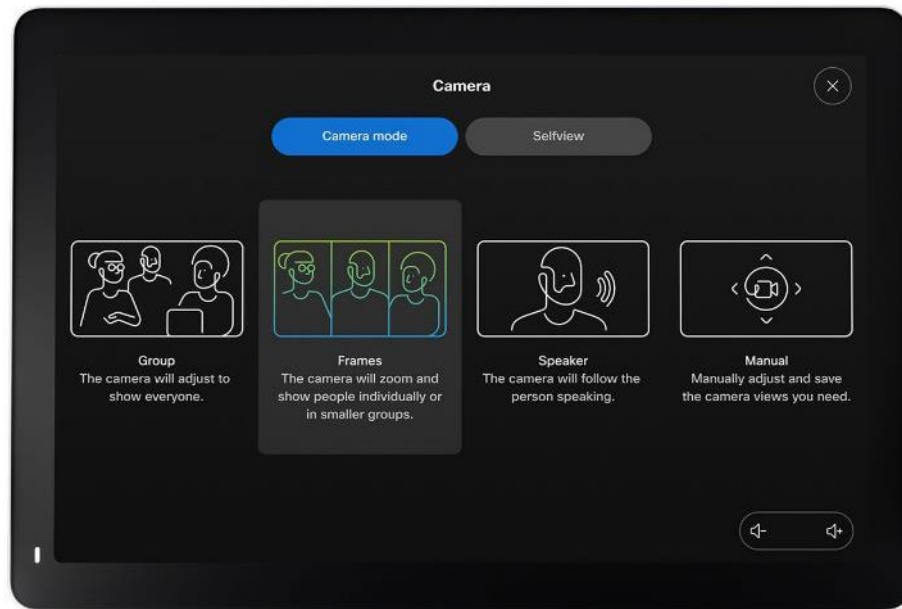 Camera
Camera mode
Selfview
Group
The camera will adjust to
show everyone.
Frames
The camera will zoom and
show people individually or
in smaller groups.
Speaker
The camera will follow the
person speaking.
Manual
Manually adjust and save
the camera views you need.